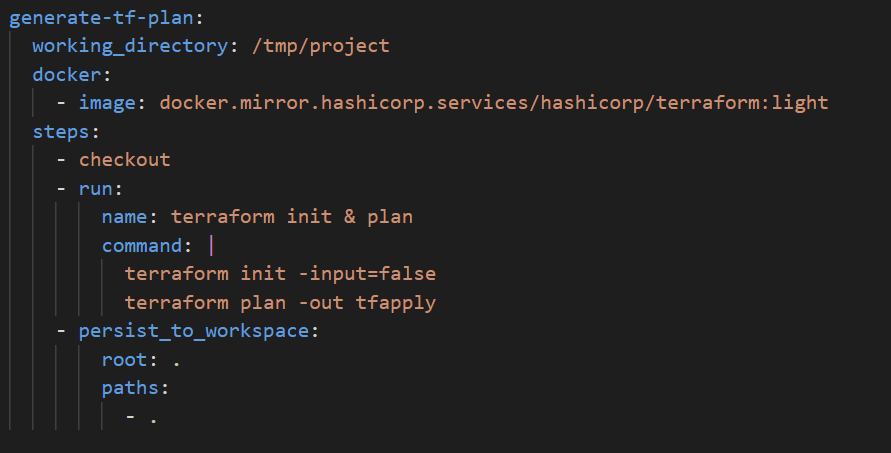 generate-tf-plan:
  working_directory: /tmp/project
  docker:
    - image: docker.mirror.hashicorp.services/hashicorp/terraform:light
  steps:
    - checkout
    - run:
        name: terraform init & plan
        command: |
          terraform init -input=false
          terraform plan -out tfapply
    - persist_to_workspace:
        root: .
        paths:
          - .